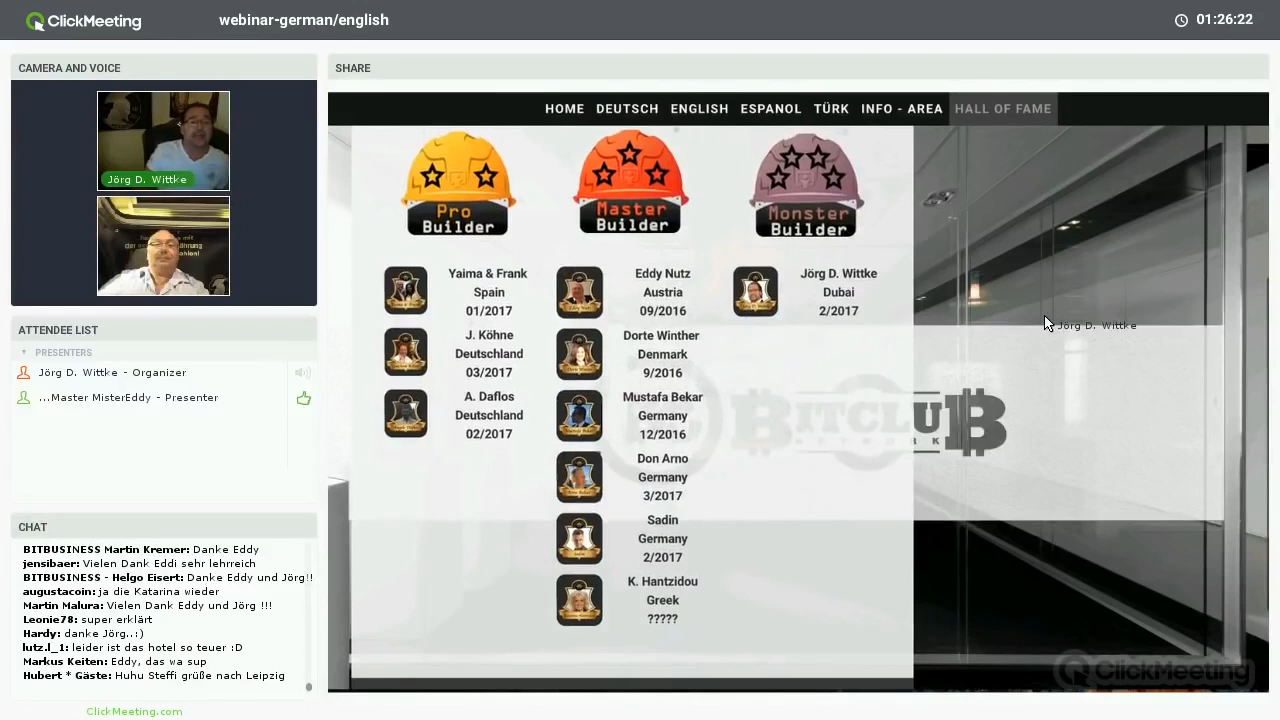 ClickMeeting
webinar-german/english
01:26:22
CAMERA AND VOICE
Jörg D. Wittke
ATTENDEE LIST
PRESENTERS
Jörg D. Wittke - Organizer
...Master MisterEddy - Presenter
CHAT
BITBUSINESS Martin Kremer: Danke Eddy
jensibaer: Vielen Dank Eddi sehr lehrreich
BITBUSINESS - Helgo Eisert: Danke Eddy und Jörg!!
augustacoin: ja die Katarina wieder
Martin Malura: Vielen Dank Eddy und Jörg !!!
Leonie78: super erklärt
Hardy: danke Jörg..:)
lutz.l_1: leider ist das hotel so teuer :D
Markus Keiten: Eddy, das wa sup
Hubert * Gäste: Huhu Steffi grüße nach Leipzig
ClickMeeting.com
SHARE
HOME DEUTSCH ENGLISH ESPANOL TÜRK INFO - AREA HALL OF FAME
Pro
Builder
Yaima & Frank
Spain
01/2017
J. Köhne
Deutschland
03/2017
A. Daflos
Deutschland
02/2017
Master
Builder
Eddy Nutz
Austria
09/2016
Dorte Winther
Denmark
9/2016
Mustafa Bekar
Germany
12/2016
Don Arno
Germany
3/2017
Sadin
Germany
2/2017
K. Hantzidou
Greek
?????
Monster
Builder
Jörg D. Wittke
Dubai
2/2017
Jörg D. Wittke
BITCLUB
NETWORK
ClickMeeting